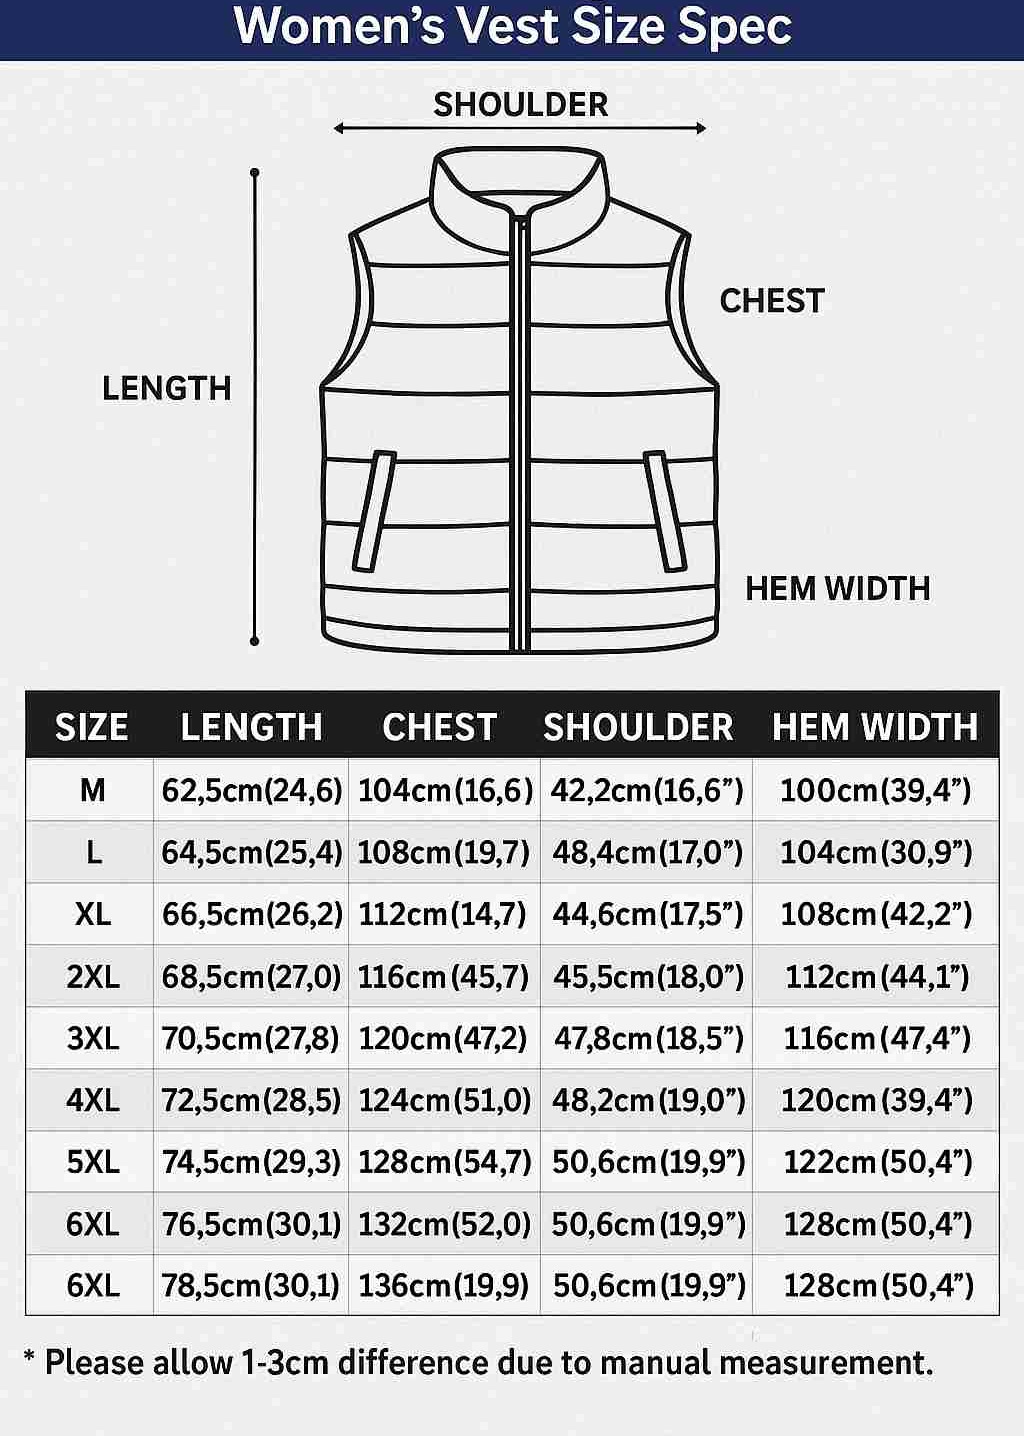 Women’s Vest Size Spec
SHOULDER
CHEST
LENGTH
HEM WIDTH
SIZE LENGTH CHEST SHOULDER HEM WIDTH
M 62,5cm(24,6) 104cm(16,6) 42,2cm(16,6”) 100cm(39,4”)
L 64,5cm(25,4) 108cm(19,7) 48,4cm(17,0”) 104cm(30,9”)
XL 66,5cm(26,2) 112cm(14,7) 44,6cm(17,5”) 108cm(42,2”)
2XL 68,5cm(27,0) 116cm(45,7) 45,5cm(18,0”) 112cm(44,1”)
3XL 70,5cm(27,8) 120cm(47,2) 47,8cm(18,5”) 116cm(47,4”)
4XL 72,5cm(28,5) 124cm(51,0) 48,2cm(19,0”) 120cm(39,4”)
5XL 74,5cm(29,3) 128cm(54,7) 50,6cm(19,9”) 122cm(50,4”)
6XL 76,5cm(30,1) 132cm(52,0) 50,6cm(19,9”) 128cm(50,4”)
6XL 78,5cm(30,1) 136cm(19,9) 50,6cm(19,9”) 128cm(50,4”)
* Please allow 1-3cm difference due to manual measurement.